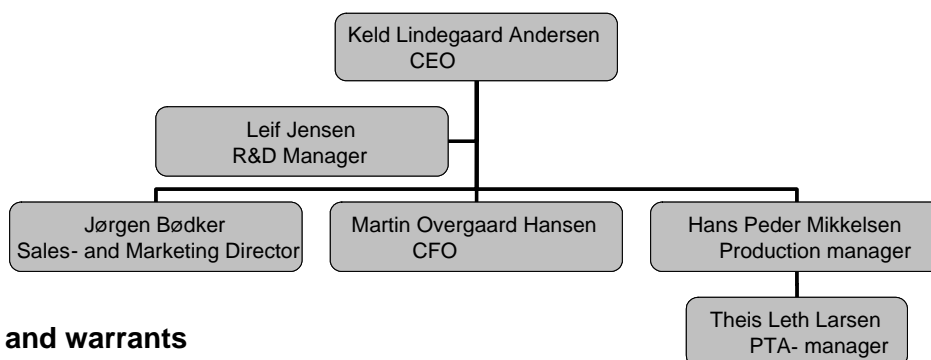 Keld Lindegaard Andersen
CEO
Leif Jensen
R&D Manager
Jørgen Bødker
Sales- and Marketing Director
Martin Overgaard Hansen
CFO
Hans Peder Mikkelsen
Production manager
Theis Leth Larsen
PTA- manager
and warrants